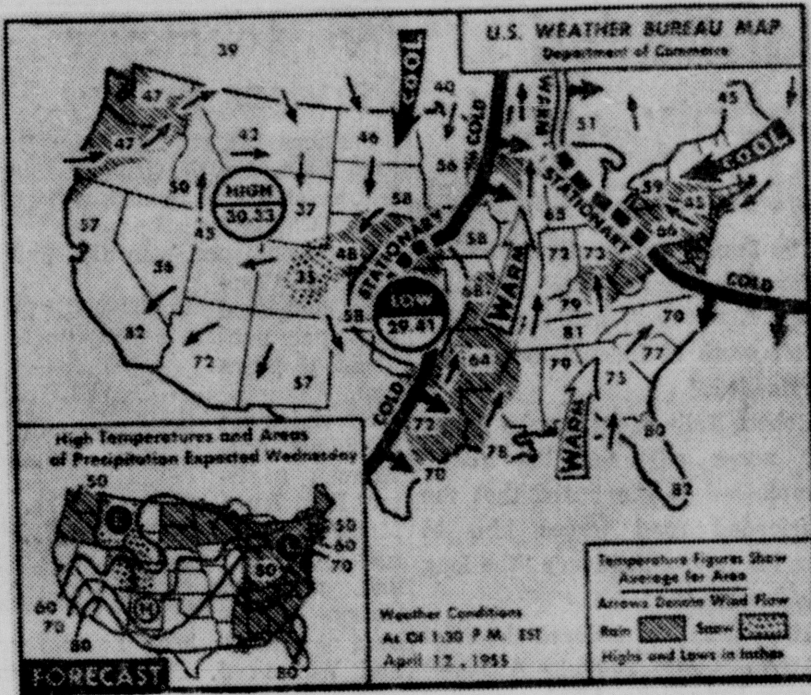 U.S. WEATHER BUREAU MAP
Department of Commerce
39
COOL
40
WARM
51
45
47
47
42
46
COLD
56
STATIONARY
COOL
59
45
66
50
HIGH
30.33
45
37
58
65
57
56
48
STATIONARY
58
72
73
35
68
WARM
COLD
LOW
29.41
58
79
81
70
82
72
57
64
70
75
77
COLD
72
70
78
WARM
80
82
High Temperatures and Areas
of Precipitation Expected Wednesday
50
80
50
60
70
H
60
70
80
80
FORECAST
Weather Conditions
As Of 1:30 P.M. EST
April 12, 1955
Temperature Figures Show
Average for Area
Arrows Denote Wind Flow
Rain Snow
Highs and Lows in Inches